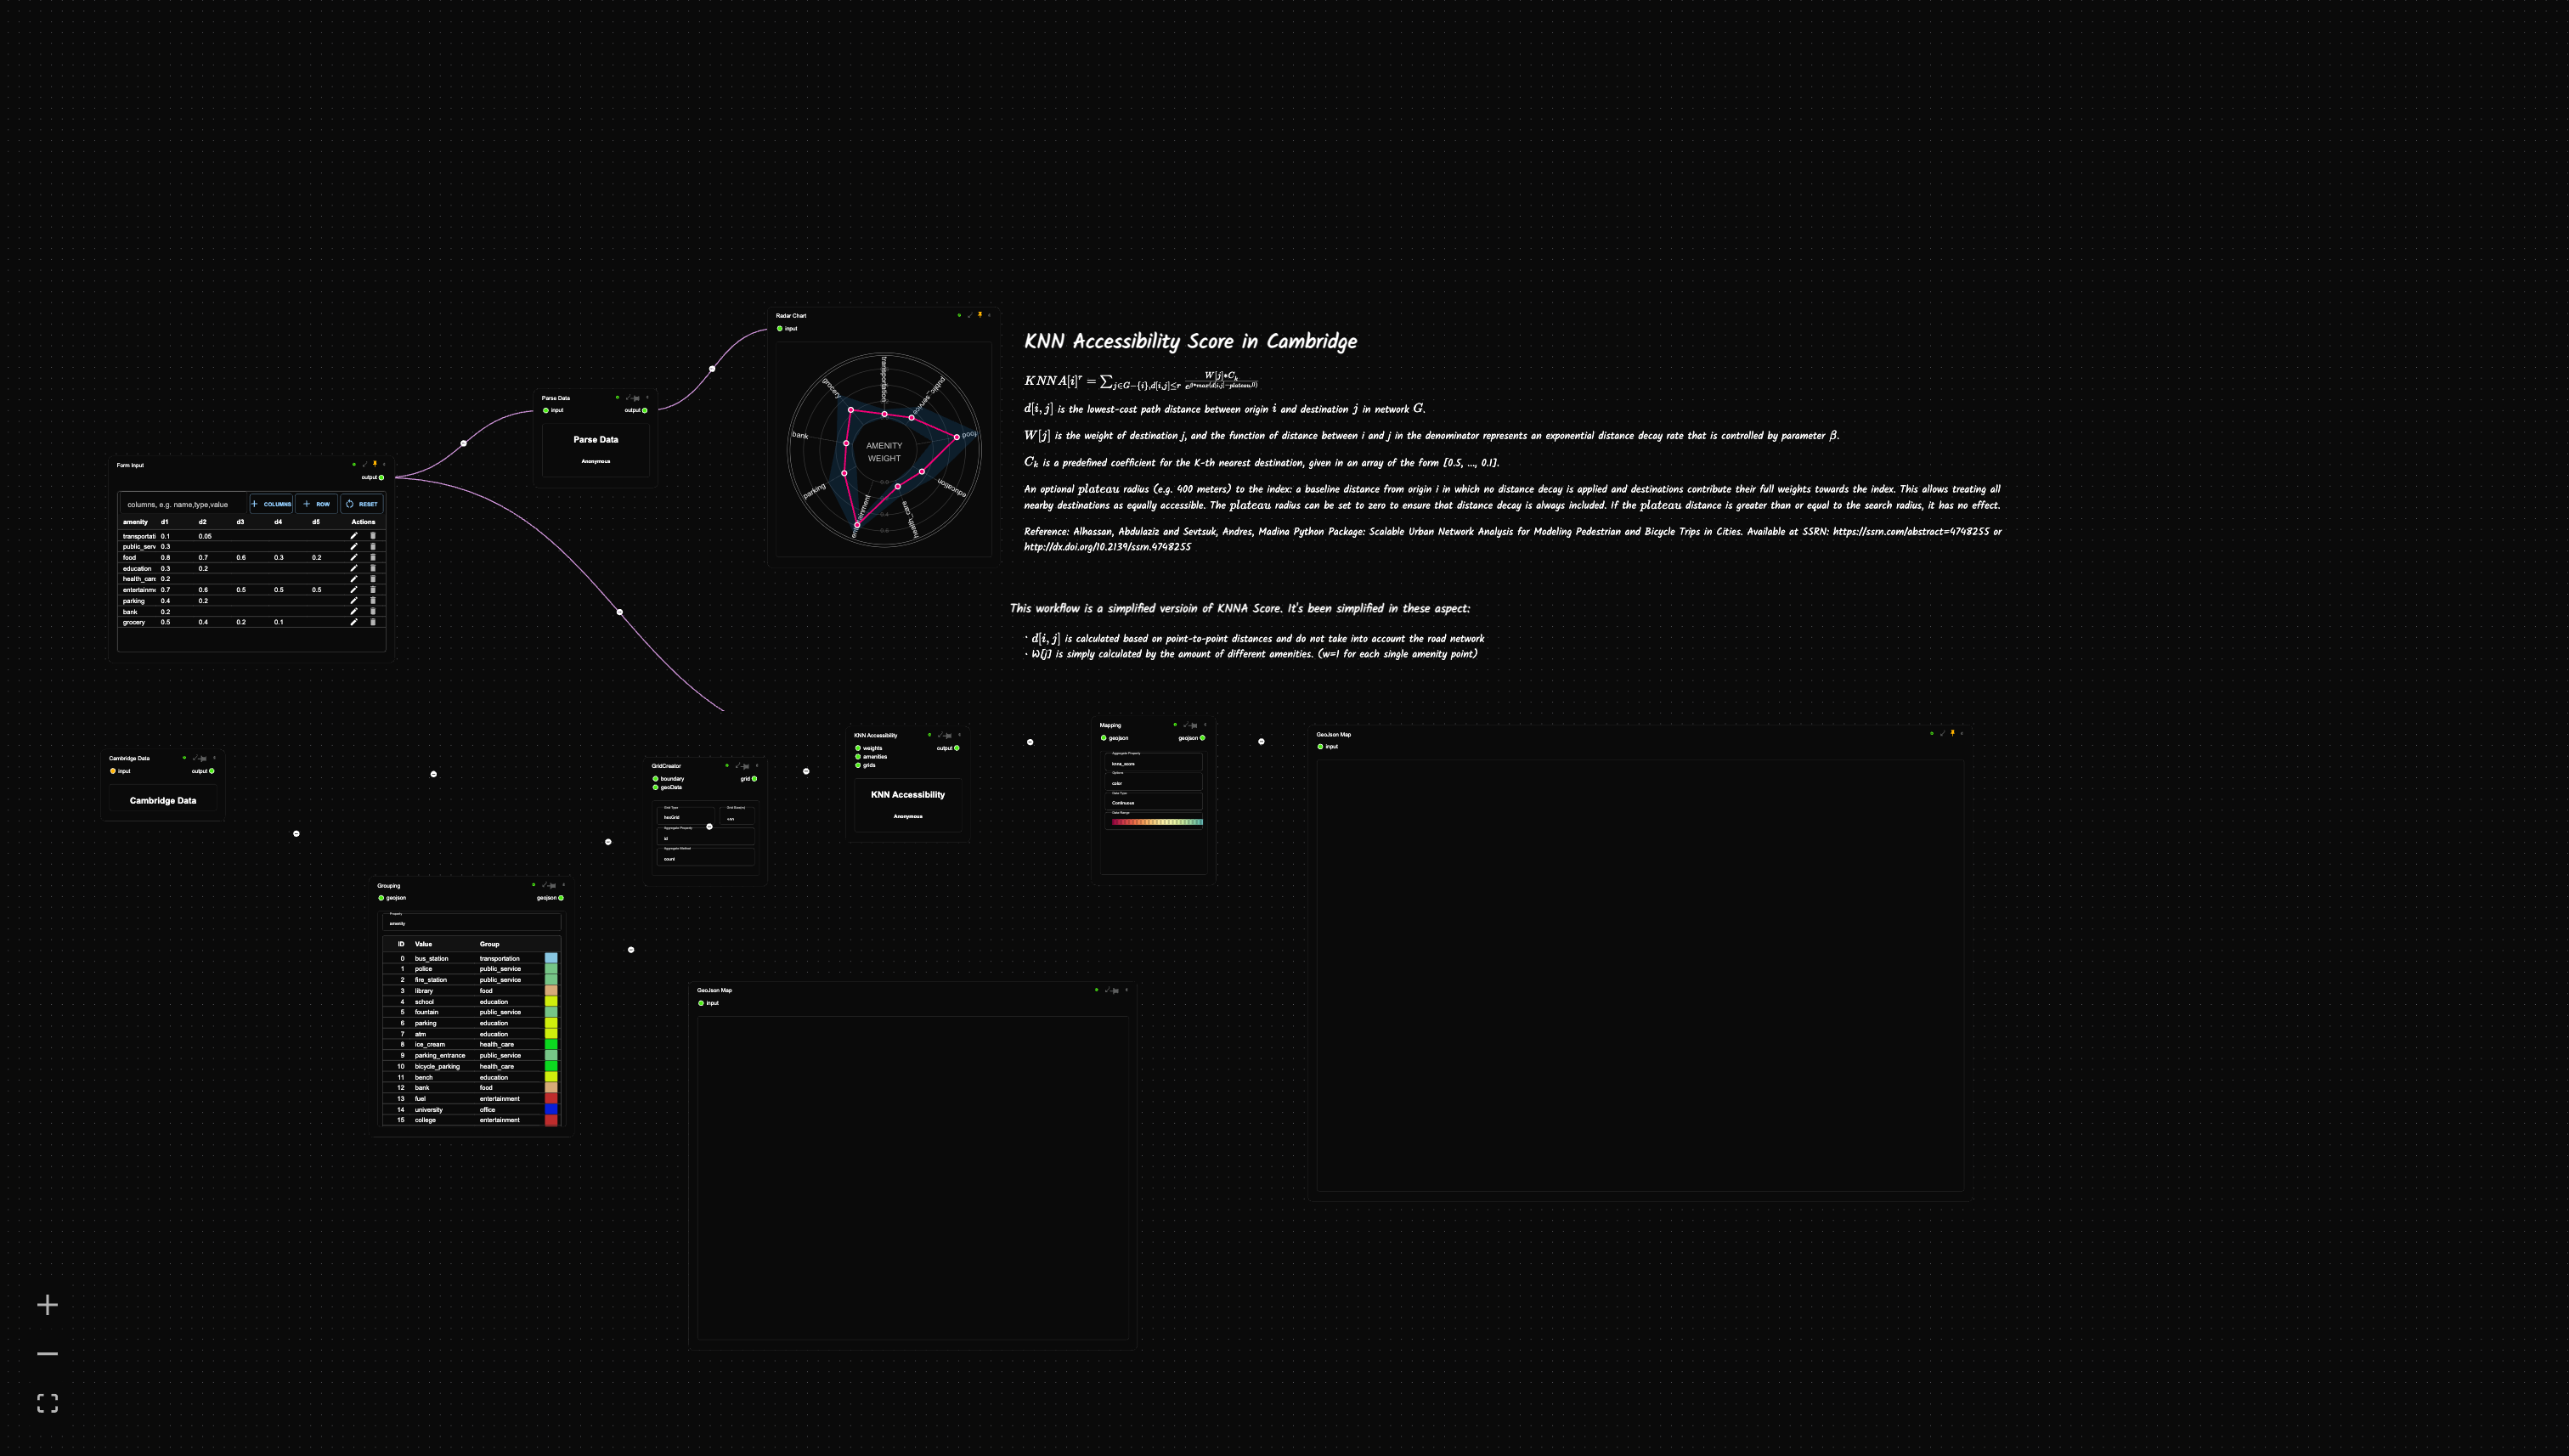 Radar Chart
input
AMENITY
WEIGHT
transportation
public_service
food
education
health_care
parking
bank
grocery
KNN Accessibility Score in Cambridge
KNNA[i]^r = ∑_{j∈G−{i},d[i,j]≤r} W[j]*C_k / e^{β*max(d[i,j]−plateau,0)}
d[i, j] is the lowest-cost path distance between origin i and destination j in network G.
W[j] is the weight of destination j, and the function of distance between i and j in the denominator represents an exponential distance decay rate that is controlled by parameter β.
C_k is a predefined coefficient for the K-th nearest destination, given in an array of the form [0.5, ..., 0.1].
An optional plateau radius (e.g. 400 meters) to the index: a baseline distance from origin i in which no distance decay is applied and destinations contribute their full weights towards the index. This allows treating all
nearby destinations as equally accessible. The plateau radius can be set to zero to ensure that distance decay is always included. If the plateau distance is greater than or equal to the search radius, it has no effect.
Reference: Alhassan, Abdulaziz and Sevtsuk, Andres, Madina Python Package: Scalable Urban Network Analysis for Modeling Pedestrian and Bicycle Trips in Cities. Available at SSRN: https://ssrn.com/abstract=4748255 or
http://dx.doi.org/10.2139/ssrn.4748255
This workflow is a simplified versioin of KNNA Score. It's been simplified in these aspect:
· d[i, j] is calculated based on point-to-point distances and do not take into account the road network
· W[j] is simply calculated by the amount of different amenities. (w=1 for each single amenity point)
Parse Data
input output
Parse Data
Anonymous
Form Input
output
columns, e.g. name,type,value COLUMNS ROW RESET
amenity d1 d2 d3 d4 d5 Actions
transportati 0.1 0.05
public_serv 0.3
food 0.8 0.7 0.6 0.3 0.2
education 0.3 0.2
health_care 0.2
entertainme 0.7 0.6 0.5 0.5 0.5
parking 0.4 0.2
bank 0.2
grocery 0.5 0.4 0.2 0.1
Cambridge Data
input output
Cambridge Data
GridCreator
boundary grid
geoData
Grid Type
hexGrid
Aggregate Property
id
Aggregate Method
count
KNN Accessibility
weights output
amenities
grids
KNN Accessibility
Anonymous
Mapping
geojson geojson
Aggregate Property
knna_score
Options
color
Data Type
Continuous
Color Range
GeoJson Map
input
Grouping
geojson geojson
Property
amenity
ID Value Group
0 bus_station transportation
1 police public_service
2 fire_station public_service
3 library food
4 school education
5 fountain public_service
6 parking education
7 atm education
8 ice_cream health_care
9 parking_entrance public_service
10 bicycle_parking health_care
11 bench education
12 bank food
13 fuel entertainment
14 university office
15 college entertainment
GeoJson Map
input